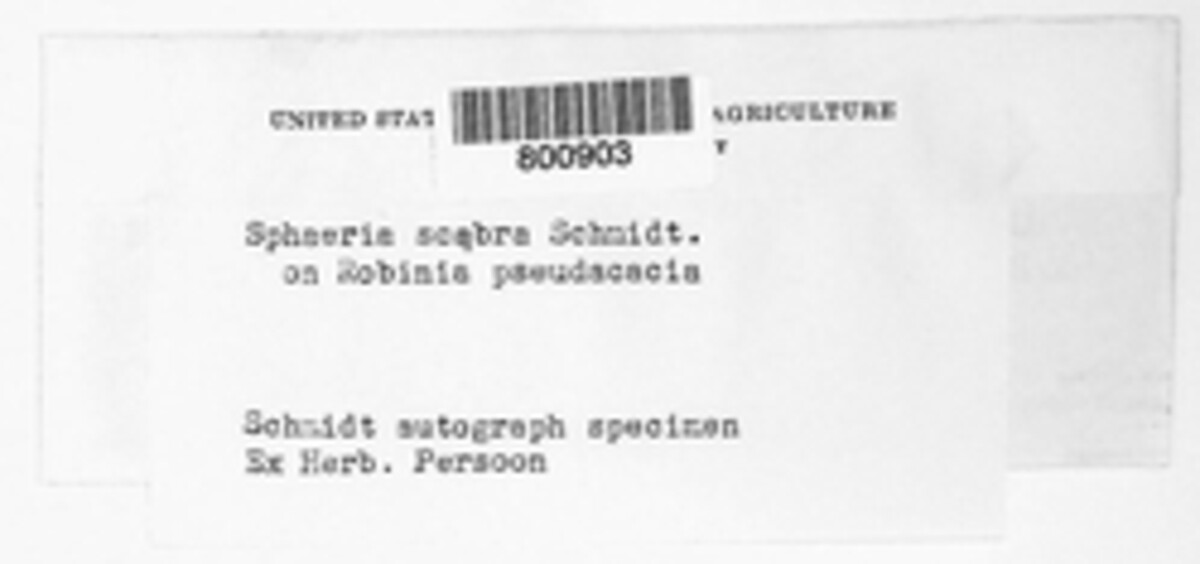 UNITED STAT AGRICULTURE
800903
Y
Sphaeria scabra Schmidt.
on Robinia pseudacacia
Schmidt autograph specimen
Ex Herb. Persoon